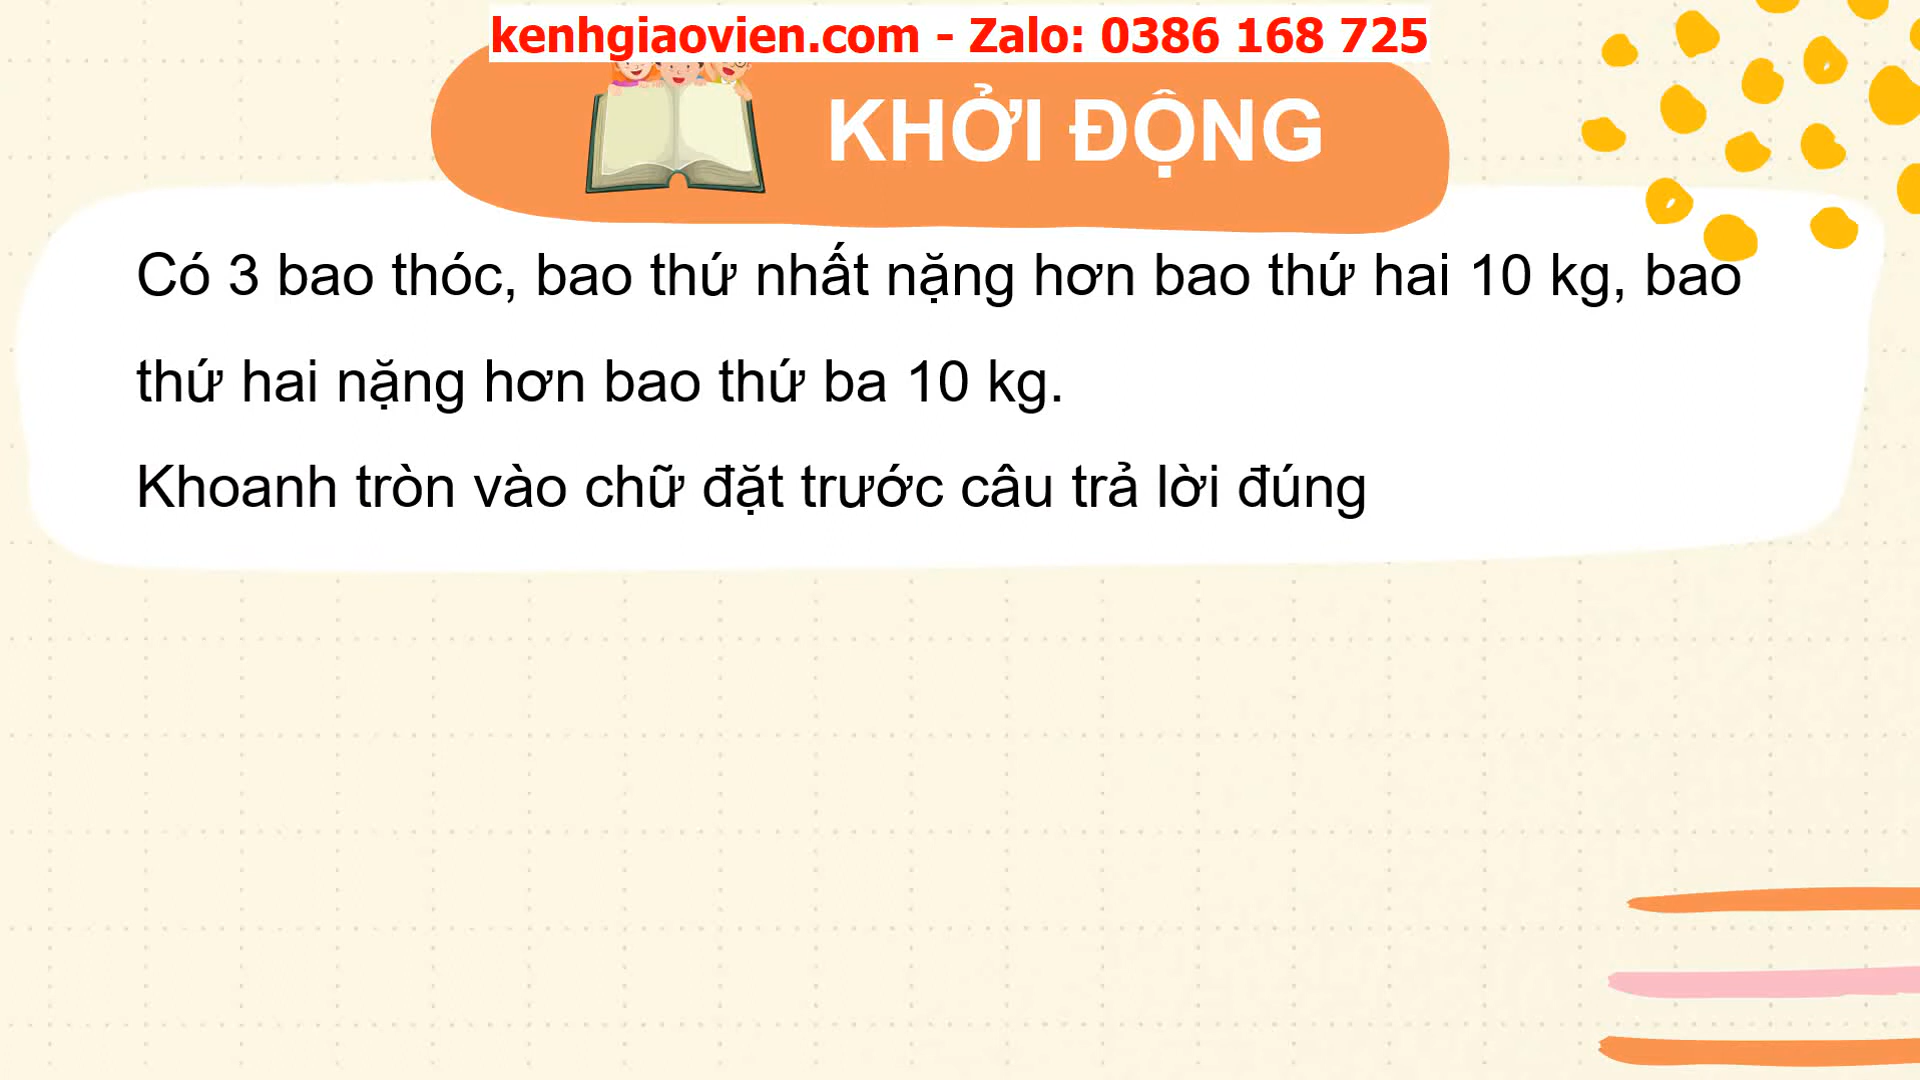 kenhgiaovien.com - Zalo: 0386 168 725
KHỞI ĐỘNG
Có 3 bao thóc, bao thứ nhất nặng hơn bao thứ hai 10 kg, bao
thứ hai nặng hơn bao thứ ba 10 kg.
Khoanh tròn vào chữ đặt trước câu trả lời đúng